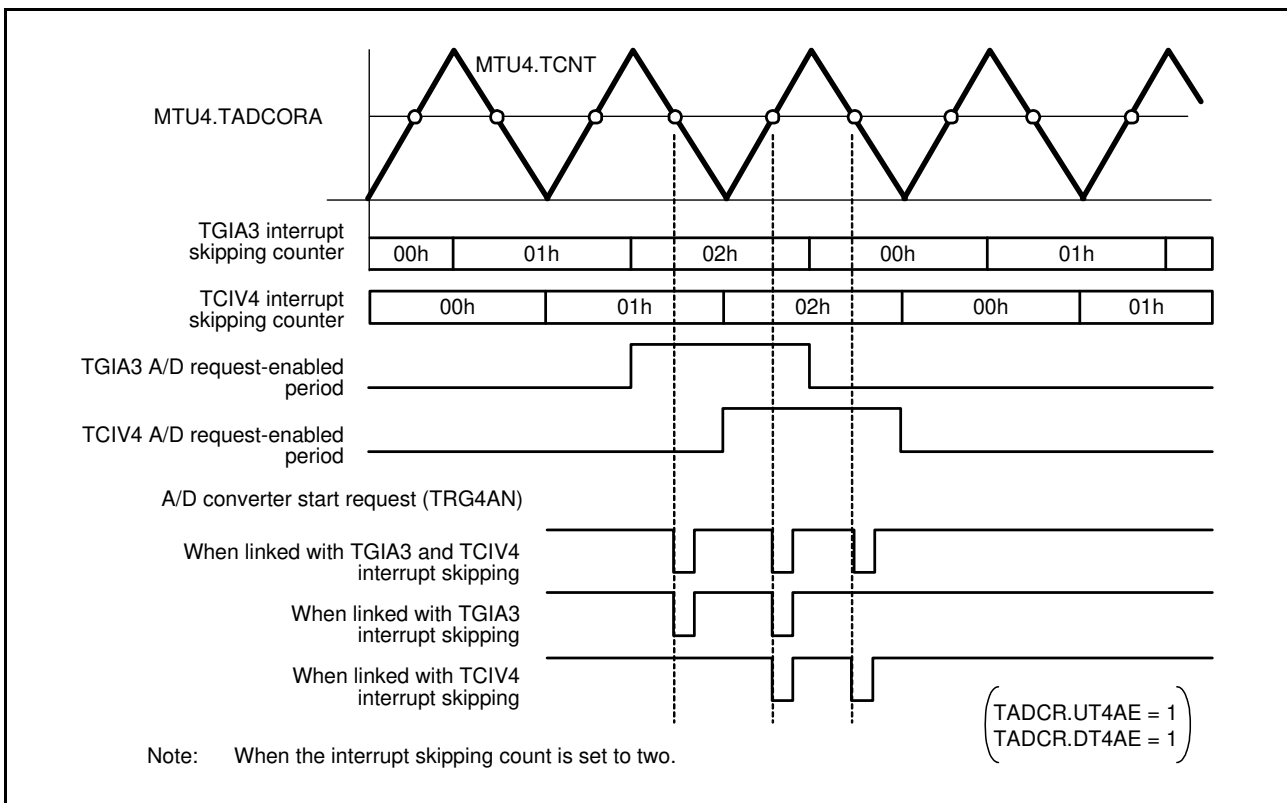 MTU4.TCNT
MTU4.TADCORA
TGIA3 interrupt
skipping counter
00h 01h 02h 00h 01h
TCIV4 interrupt
skipping counter
00h 01h 02h 00h 01h
TGIA3 A/D request-enabled
period
TCIV4 A/D request-enabled
period
A/D converter start request (TRG4AN)
When linked with TGIA3 and TCIV4
interrupt skipping
When linked with TGIA3
interrupt skipping
When linked with TCIV4
interrupt skipping
TADCR.UT4AE = 1
TADCR.DT4AE = 1
Note: When the interrupt skipping count is set to two.